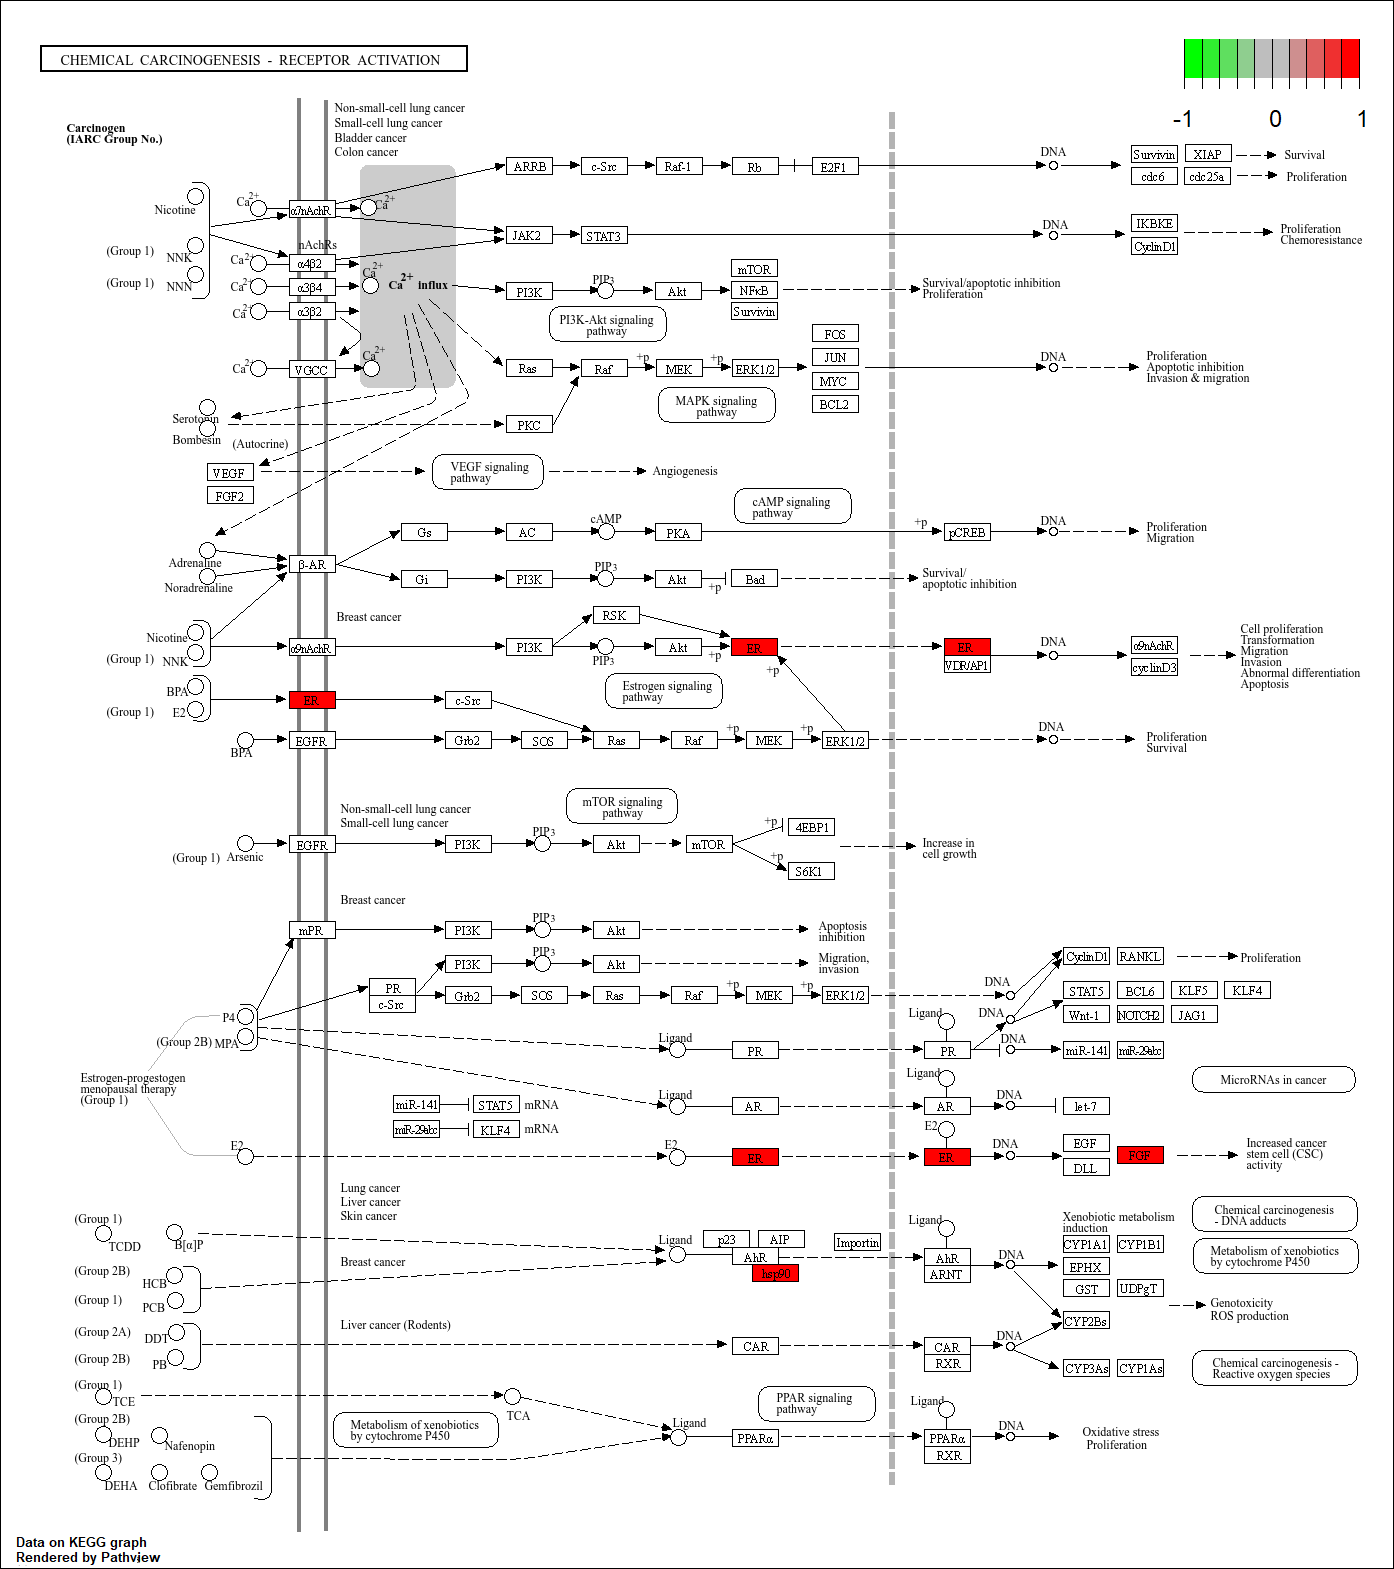 CHEMICAL CARCINOGENESIS - RECEPTOR ACTIVATION
-1 0 1
Carcinogen
(IARC Group No.)
Non-small-cell lung cancer
Small-cell lung cancer
Bladder cancer
Colon cancer
ARRB c-Src Raf-1 Rb E2F1 DNA Survivin XIAP Survival
cdc6 cdc25a Proliferation
Nicotine Ca2+ α7nAchR Ca2+
JAK2 STAT3 DNA IKBKE Proliferation
CyclinD1 Chemoresistance
(Group 1) NNK nAchRs
Ca2+ α4β2 Ca2+
(Group 1) NNN Ca2+ α3β4 Ca2+ influx
Ca2+ α3β2
PI3K PIP3 Akt mTOR
NFκB Survival/apoptotic inhibition
Survivin Proliferation
PI3K-Akt signaling
pathway
Ca2+ VGCC Ca2+
Ras Raf +p MEK +p ERK1/2 FOS
JUN DNA Proliferation
MYC Apoptotic inhibition
BCL2 Invasion & migration
MAPK signaling
pathway
Serotonin
Bombesin (Autocrine) PKC
VEGF VEGF signaling
pathway Angiogenesis
FGF2
cAMP signaling
pathway
Gs AC cAMP PKA +p pCREB DNA Proliferation
Migration
Adrenaline β-AR
Noradrenaline
Gi PI3K PIP3 Akt +p Bad Survival/
apoptotic inhibition
Breast cancer
RSK
Nicotine
(Group 1) NNK α9nAchR PI3K PIP3 Akt +p ER ER DNA α9nAchR
VDR/AP1 cyclinD3
Cell proliferation
Transformation
Migration
Invasion
Abnormal differentiation
Apoptosis
+p
Estrogen signaling
pathway
BPA
(Group 1) E2 ER c-Src
BPA EGFR Grb2 SOS Ras Raf +p MEK +p ERK1/2 DNA Proliferation
Survival
Non-small-cell lung cancer
Small-cell lung cancer
mTOR signaling
pathway
(Group 1) Arsenic EGFR PI3K PIP3 Akt mTOR +p 4EBP1
+p S6K1
Increase in
cell growth
Breast cancer
mPR PI3K PIP3 Akt Apoptosis
inhibition
PI3K PIP3 Akt Migration,
invasion
PR
c-Src Grb2 SOS Ras Raf +p MEK +p ERK1/2 DNA
CyclinD1 RANKL Proliferation
STAT5 BCL6 KLF5 KLF4
Wnt-1 NOTCH2 JAG1
P4
(Group 2B) MPA
Ligand PR Ligand PR DNA
DNA miR-141 miR-29abc
Estrogen-progestogen
menopausal therapy
(Group 1)
MicroRNAs in cancer
Ligand AR Ligand AR DNA let-7
miR-141 STAT5 mRNA
miR-29abc KLF4 mRNA
E2 E2 ER E2 ER DNA EGF FGF
DLL
Increased cancer
stem cell (CSC)
activity
Lung cancer
Liver cancer
Skin cancer
(Group 1) TCDD B[α]P Ligand p23 AIP
AhR
hsp90
Importin Ligand AhR
ARNT DNA
Xenobiotic metabolism
induction
CYP1A1 CYP1B1
EPHX
GST UDPgT
CYP2Bs
Chemical carcinogenesis
- DNA adducts
Metabolism of xenobiotics
by cytochrome P450
Breast cancer
(Group 2B) HCB
(Group 1) PCB
Genotoxicity
ROS production
Liver cancer (Rodents)
(Group 2A) DDT
(Group 2B) PB CAR CAR
RXR DNA
CYP3As CYP1As
Chemical carcinogenesis -
Reactive oxygen species
(Group 1) TCE TCA
PPAR signaling
pathway
(Group 2B) DEHP Nafenopin
Metabolism of xenobiotics
by cytochrome P450
Ligand PPARα Ligand PPARα
RXR DNA Oxidative stress
Proliferation
(Group 3) DEHA Clofibrate Gemfibrozil
Data on KEGG graph
Rendered by Pathview